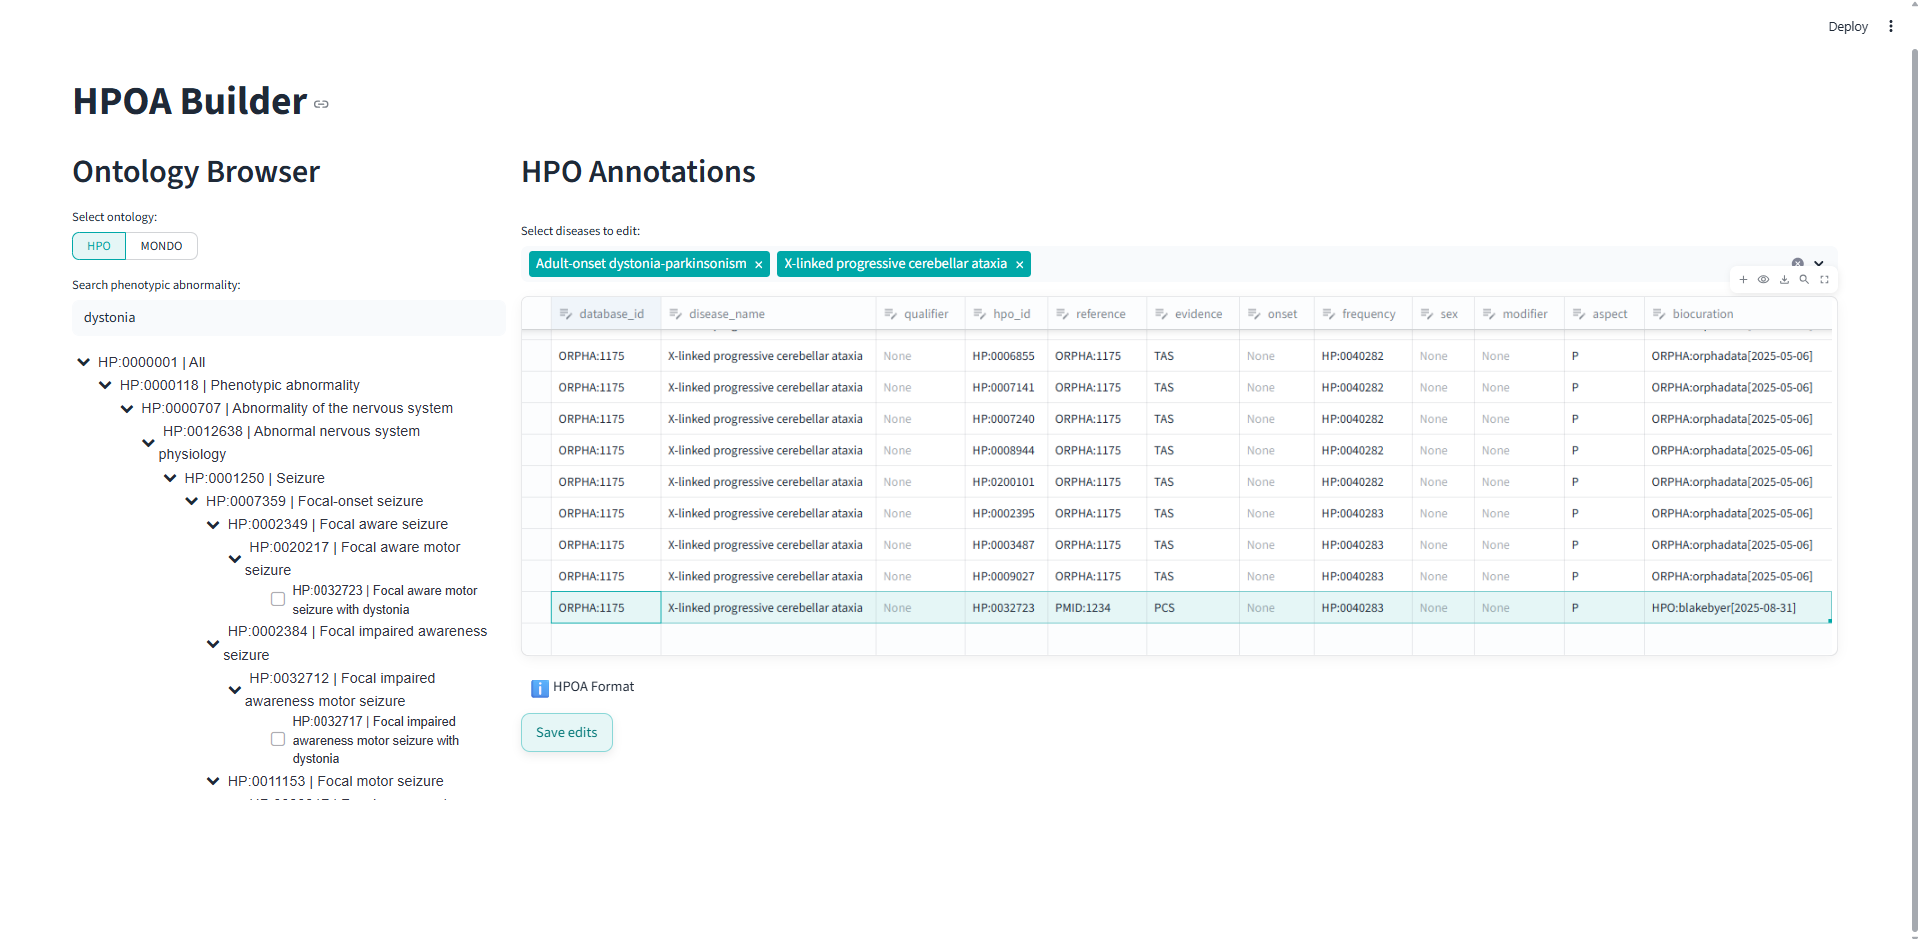 Deploy
HPOA Builder
Ontology Browser
Select ontology:
HPO MONDO
Search phenotypic abnormality:
dystonia
HP:0000001 | All
HP:0000118 | Phenotypic abnormality
HP:0000707 | Abnormality of the nervous system
HP:0012638 | Abnormal nervous system
physiology
HP:0001250 | Seizure
HP:0007359 | Focal-onset seizure
HP:0002349 | Focal aware seizure
HP:0020217 | Focal aware motor
seizure
HP:0032723 | Focal aware motor
seizure with dystonia
HP:0002384 | Focal impaired awareness
seizure
HP:0032712 | Focal impaired
awareness motor seizure
HP:0032717 | Focal impaired
awareness motor seizure with
dystonia
HP:0011153 | Focal motor seizure
HPO Annotations
Select diseases to edit:
Adult-onset dystonia-parkinsonism × X-linked progressive cerebellar ataxia ×
database_id disease_name qualifier hpo_id reference evidence onset frequency sex modifier aspect biocuration
ORPHA:1175 X-linked progressive cerebellar ataxia None HP:0006855 ORPHA:1175 TAS None HP:0040282 None None P ORPHA:orphadata[2025-05-06]
ORPHA:1175 X-linked progressive cerebellar ataxia None HP:0007141 ORPHA:1175 TAS None HP:0040282 None None P ORPHA:orphadata[2025-05-06]
ORPHA:1175 X-linked progressive cerebellar ataxia None HP:0007240 ORPHA:1175 TAS None HP:0040282 None None P ORPHA:orphadata[2025-05-06]
ORPHA:1175 X-linked progressive cerebellar ataxia None HP:0008944 ORPHA:1175 TAS None HP:0040282 None None P ORPHA:orphadata[2025-05-06]
ORPHA:1175 X-linked progressive cerebellar ataxia None HP:0200101 ORPHA:1175 TAS None HP:0040282 None None P ORPHA:orphadata[2025-05-06]
ORPHA:1175 X-linked progressive cerebellar ataxia None HP:0002395 ORPHA:1175 TAS None HP:0040283 None None P ORPHA:orphadata[2025-05-06]
ORPHA:1175 X-linked progressive cerebellar ataxia None HP:0003487 ORPHA:1175 TAS None HP:0040283 None None P ORPHA:orphadata[2025-05-06]
ORPHA:1175 X-linked progressive cerebellar ataxia None HP:0009027 ORPHA:1175 TAS None HP:0040283 None None P ORPHA:orphadata[2025-05-06]
ORPHA:1175 X-linked progressive cerebellar ataxia None HP:0032723 PMID:1234 PCS None HP:0040283 None None P HPO:blakebyer[2025-08-31]
HPOA Format
Save edits